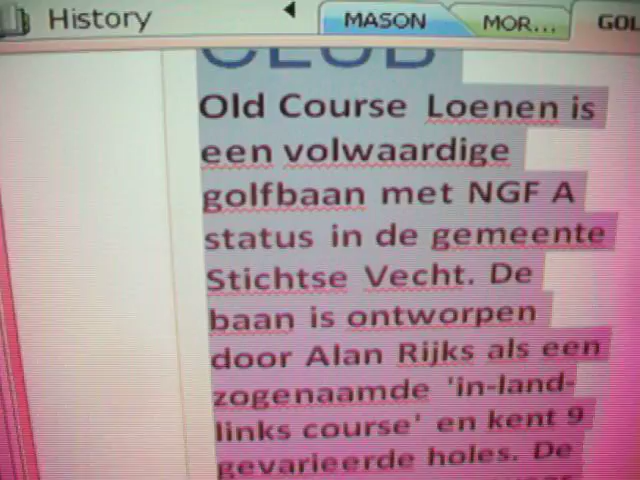 History
MASON
MOR...
GOL
CLUB
Old Course Loenen is
een volwaardige
golfbaan met NGF A
status in de gemeente
Stichtse Vecht. De
baan is ontworpen
door Alan Rijks als een
zogenaamde 'in-land-
links course' en kent 9
gevarieerde holes. De